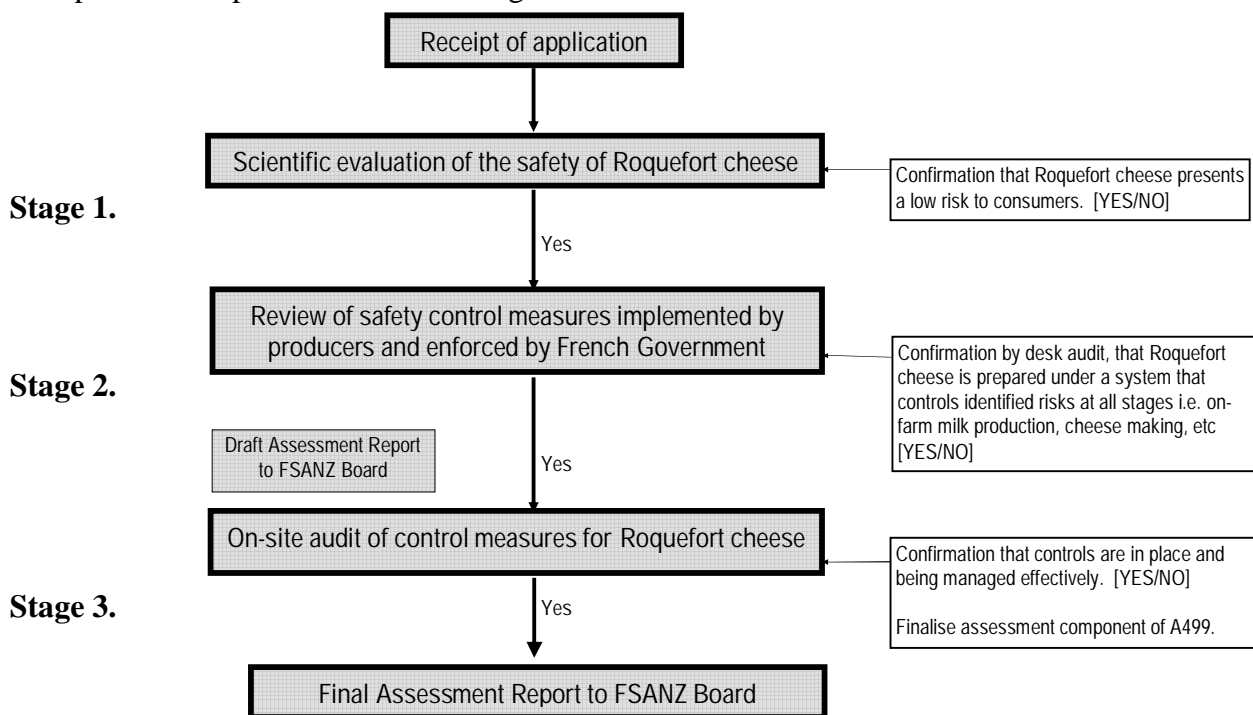 Receipt of application
Scientific evaluation of the safety of Roquefort cheese
Confirmation that Roquefort cheese presents
a low risk to consumers. [YES/NO]
Stage 1.
Yes
Review of safety control measures implemented by
producers and enforced by French Government
Confirmation by desk audit, that Roquefort
cheese is prepared under a system that
controls identified risks at all stages i.e. on-
farm milk production, cheese making, etc
[YES/NO]
Stage 2.
Draft Assessment Report
to FSANZ Board
Yes
On-site audit of control measures for Roquefort cheese
Confirmation that controls are in place and
being managed effectively. [YES/NO]
Finalise assessment component of A499.
Stage 3.
Yes
Final Assessment Report to FSANZ Board